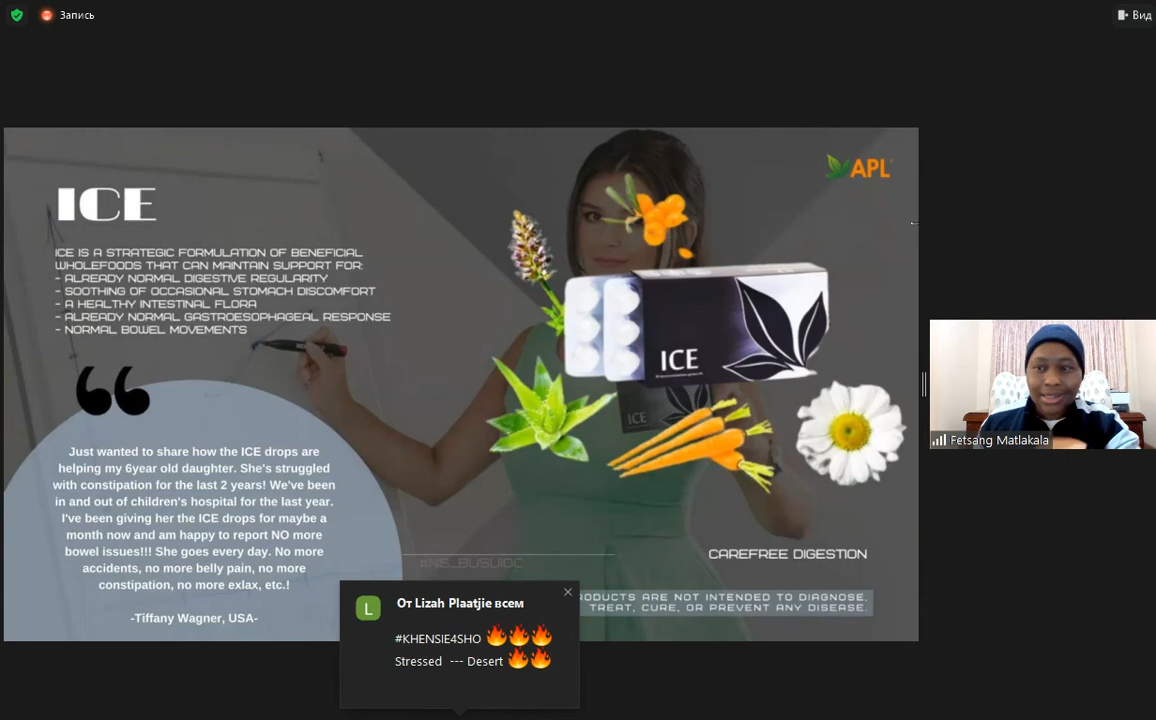 Запись
Вид
APL
ICE
ICE IS A STRATEGIC FORMULATION OF BENEFICIAL
WHOLEFOODS THAT CAN MAINTAIN SUPPORT FOR:
- ALREADY NORMAL DIGESTIVE REGULARITY
- SOOTHING OF OCCASIONAL STOMACH DISCOMFORT
- A HEALTHY INTESTINAL FLORA
- ALREADY NORMAL GASTROESOPHAGEAL RESPONSE
- NORMAL BOWEL MOVEMENTS
ICE
ICE
Just wanted to share how the ICE drops are
helping my 6year old daughter. She's struggled
with constipation for the last 2 years! We've been
in and out of children's hospital for the last year.
I've been giving her the ICE drops for maybe a
month now and am happy to report NO more
bowel issues!!! She goes every day. No more
accidents, no more belly pain, no more
constipation, no more exlax, etc.!
-Tiffany Wagner, USA-
CAREFREE DIGESTION
RODUCTS ARE NOT INTENDED TO DIAGNOSE,
TREAT, CURE, OR PREVENT ANY DISEASE.
Fetsang Matlakala
L
От Lizah Plaatjie всем
#KHENSIE4SHO 🔥🔥🔥
Stressed --- Desert 🔥🔥